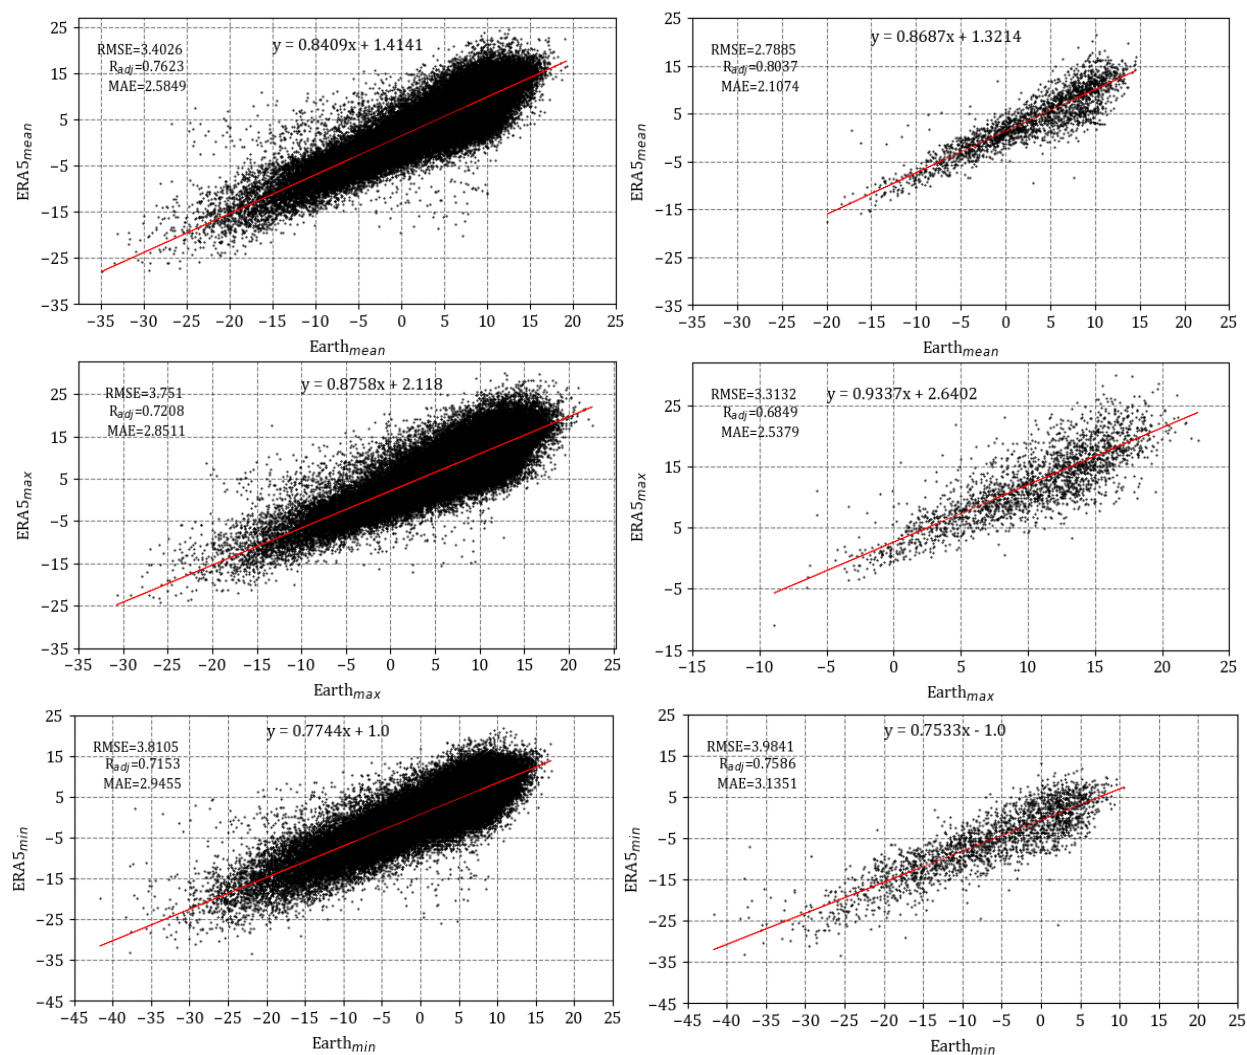 25
15
5
−5
−15
−25
−35
ERA5mean
RMSE=3.4026
Radj=0.7623
MAE=2.5849
y = 0.8409x + 1.4141
−35 −30 −25 −20 −15 −10 −5 0 5 10 15 20 25
Earthmean
25
15
5
−5
−15
−25
−35
ERA5mean
RMSE=2.7885
Radj=0.8037
MAE=2.1074
y = 0.8687x + 1.3214
−35 −30 −25 −20 −15 −10 −5 0 5 10 15 20 25
Earthmean
25
15
5
−5
−15
−25
−35
ERA5max
RMSE=3.751
Radj=0.7208
MAE=2.8511
y = 0.8758x + 2.118
−35 −30 −25 −20 −15 −10 −5 0 5 10 15 20 25
Earthmax
25
15
5
−5
−15
ERA5max
RMSE=3.3132
Radj=0.6849
MAE=2.5379
y = 0.9337x + 2.6402
−15 −10 −5 0 5 10 15 20 25
Earthmax
25
15
5
−5
−15
−25
−35
−45
ERA5min
RMSE=3.8105
Radj=0.7153
MAE=2.9455
y = 0.7744x + 1.0
−45 −40 −35 −30 −25 −20 −15 −10 −5 0 5 10 15 20 25
Earthmin
25
15
5
−5
−15
−25
−35
−45
ERA5min
RMSE=3.9841
Radj=0.7586
MAE=3.1351
y = 0.7533x - 1.0
−45 −40 −35 −30 −25 −20 −15 −10 −5 0 5 10 15 20 25
Earthmin